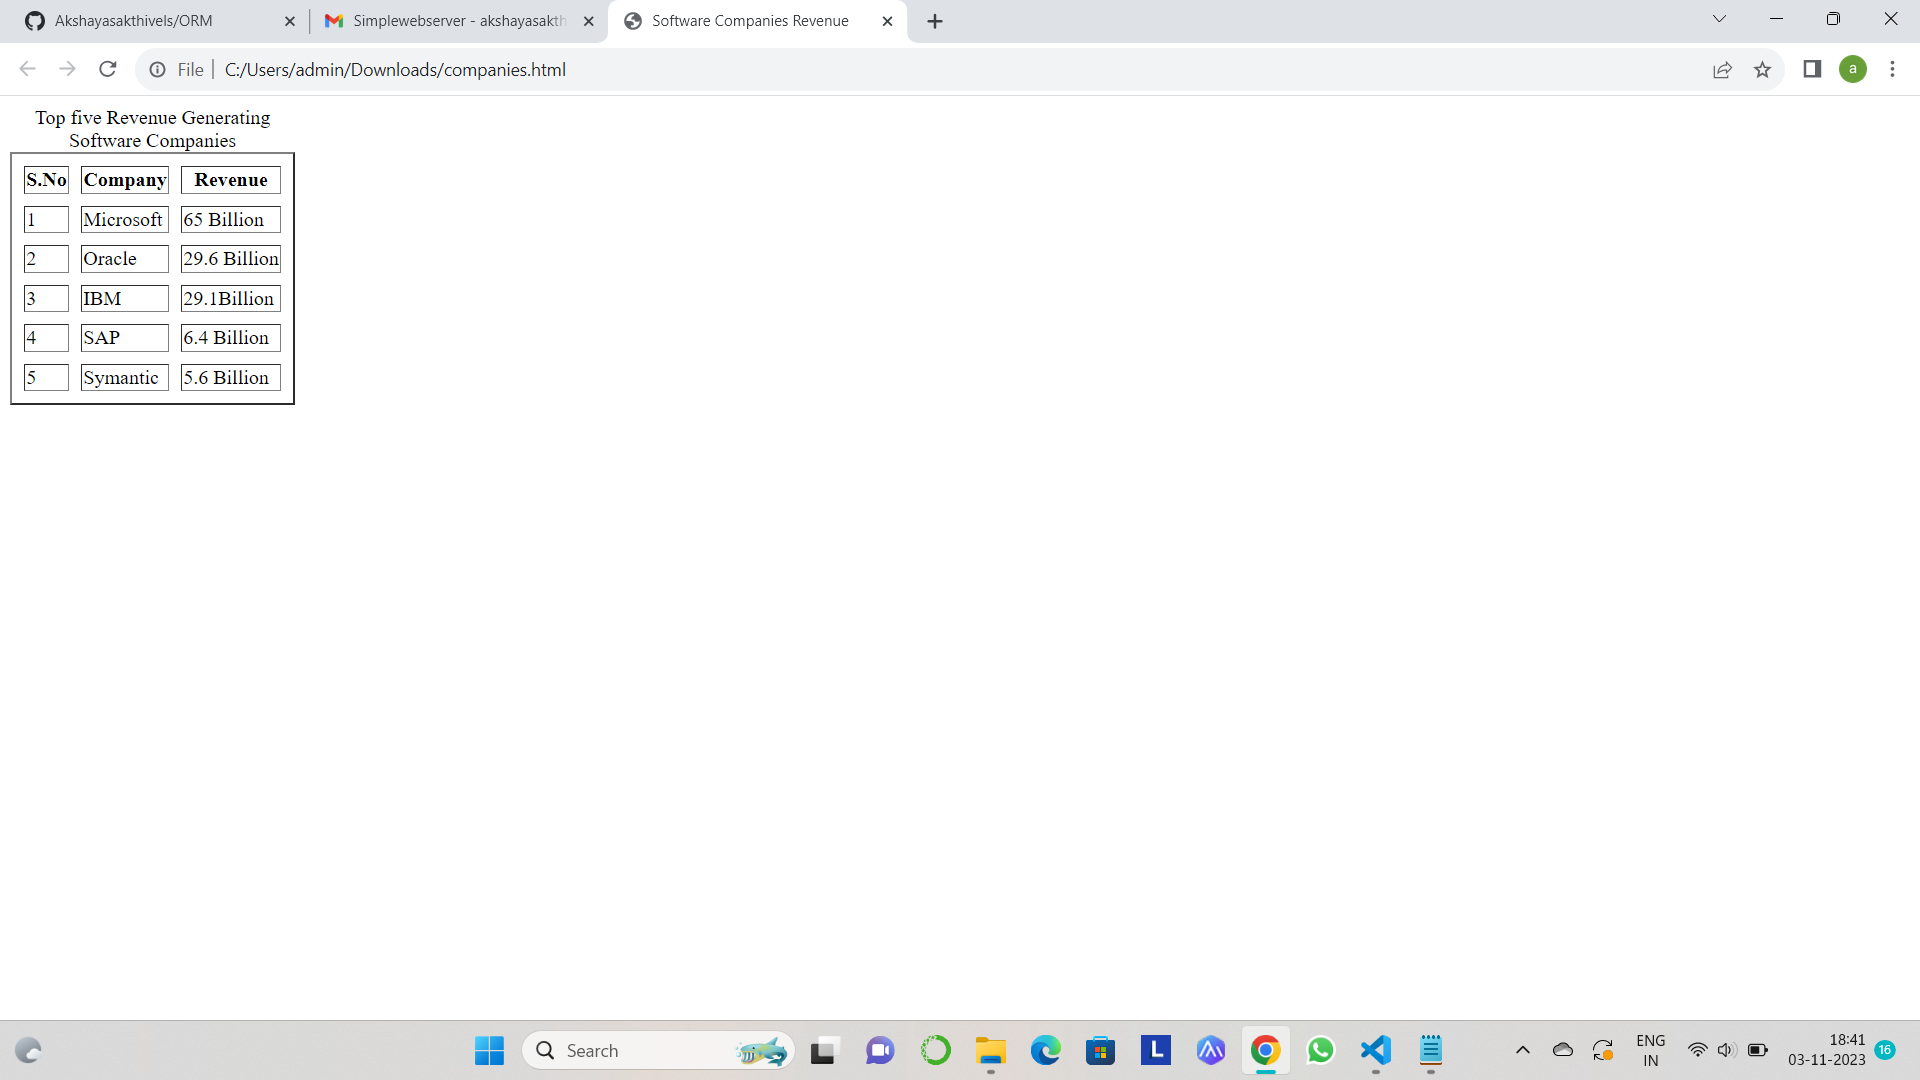 Akshayasakthivels/ORM
Simplewebserver - akshayasakth
Software Companies Revenue
File
C:/Users/admin/Downloads/companies.html
a
Top five Revenue Generating
Software Companies
S.No Company Revenue
1 Microsoft 65 Billion
2 Oracle 29.6 Billion
3 IBM 29.1Billion
4 SAP 6.4 Billion
5 Symantic 5.6 Billion
Search
L
ENG
IN
18:41
03-11-2023
16